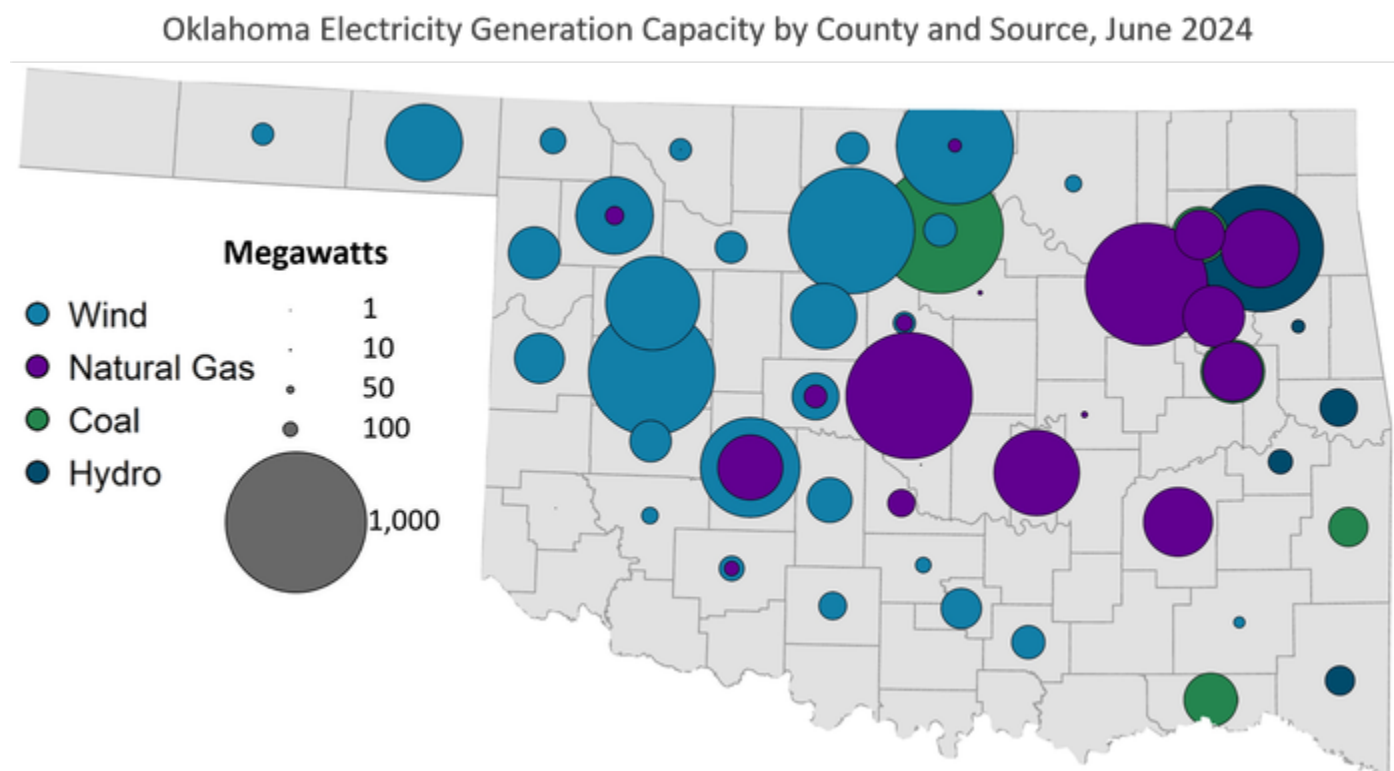 Oklahoma Electricity Generation Capacity by County and Source, June 2024
Megawatts
Wind
Natural Gas
Coal
Hydro
1
10
50
100
1,000